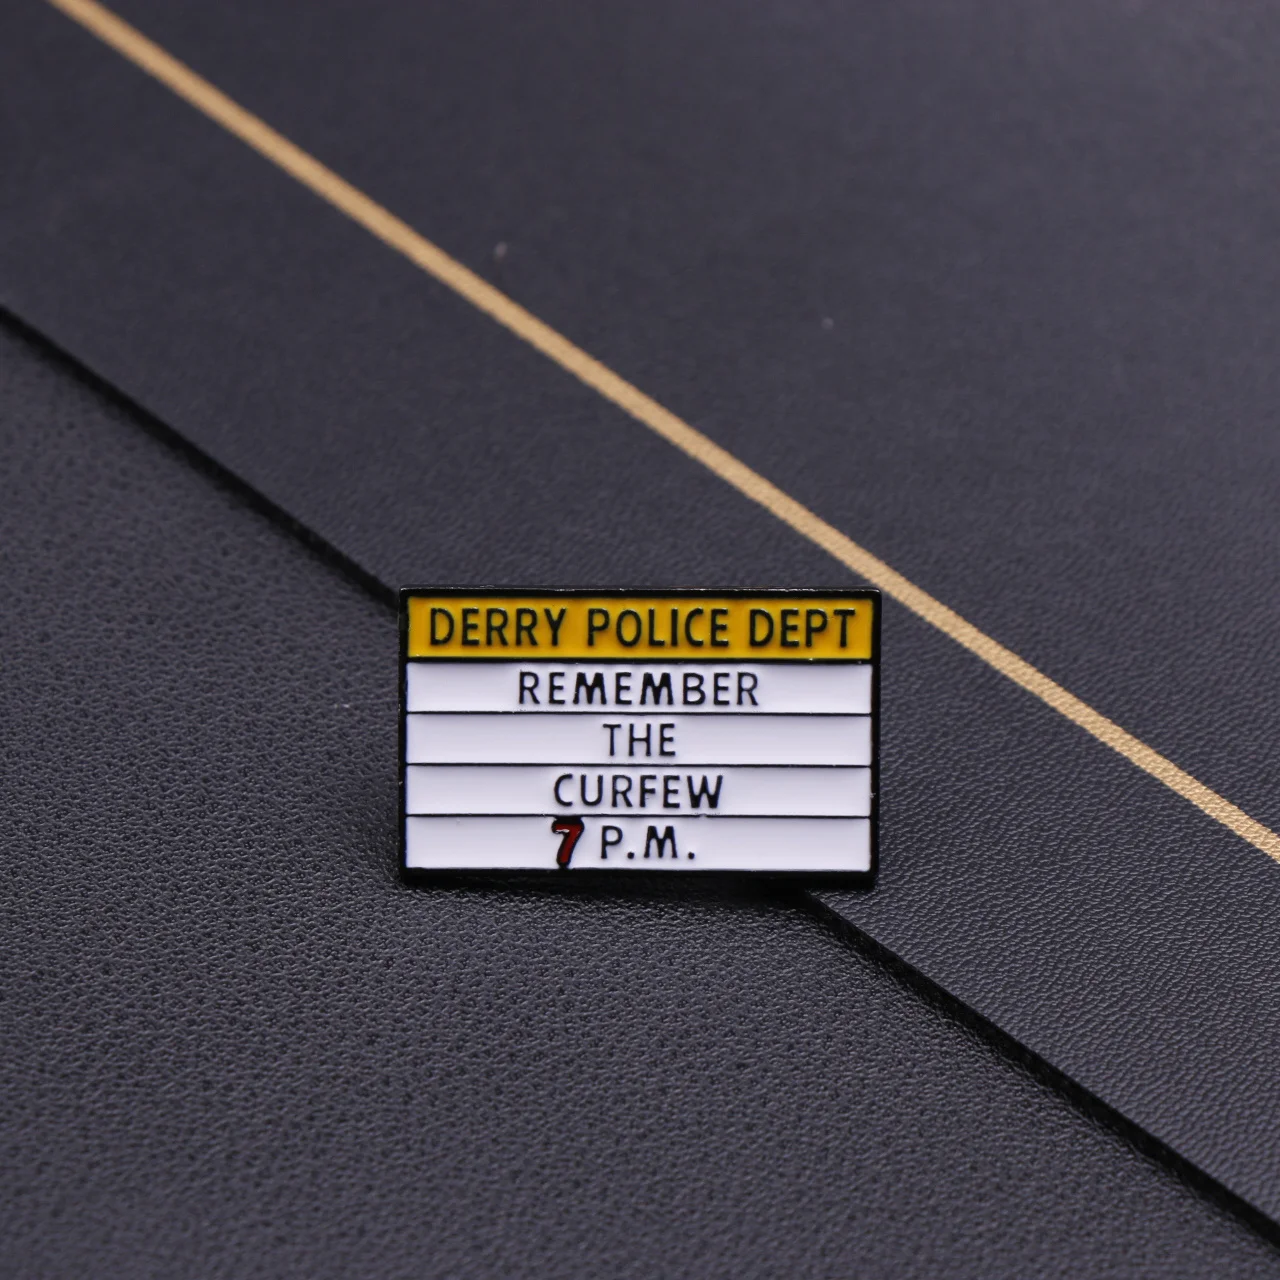 DERRY POLICE DEPT
REMEMBER
THE
CURFEW
7 P.M.